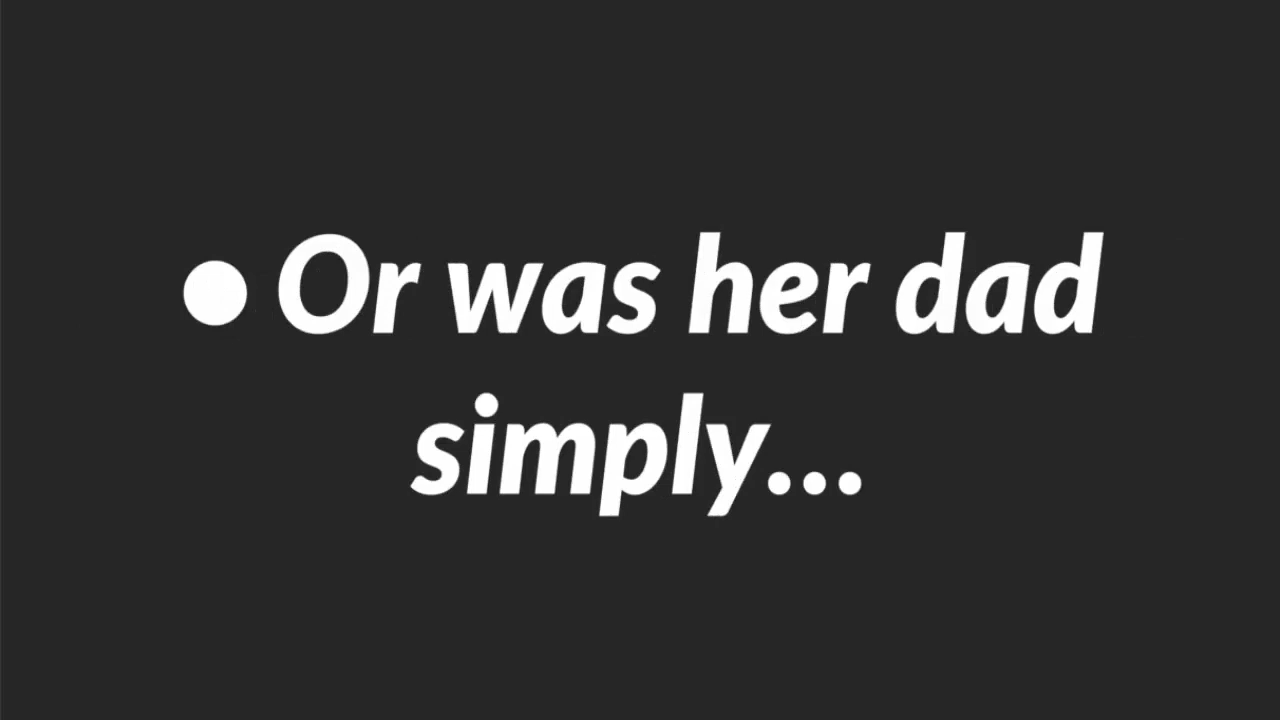 ● Or was her dad
simply...